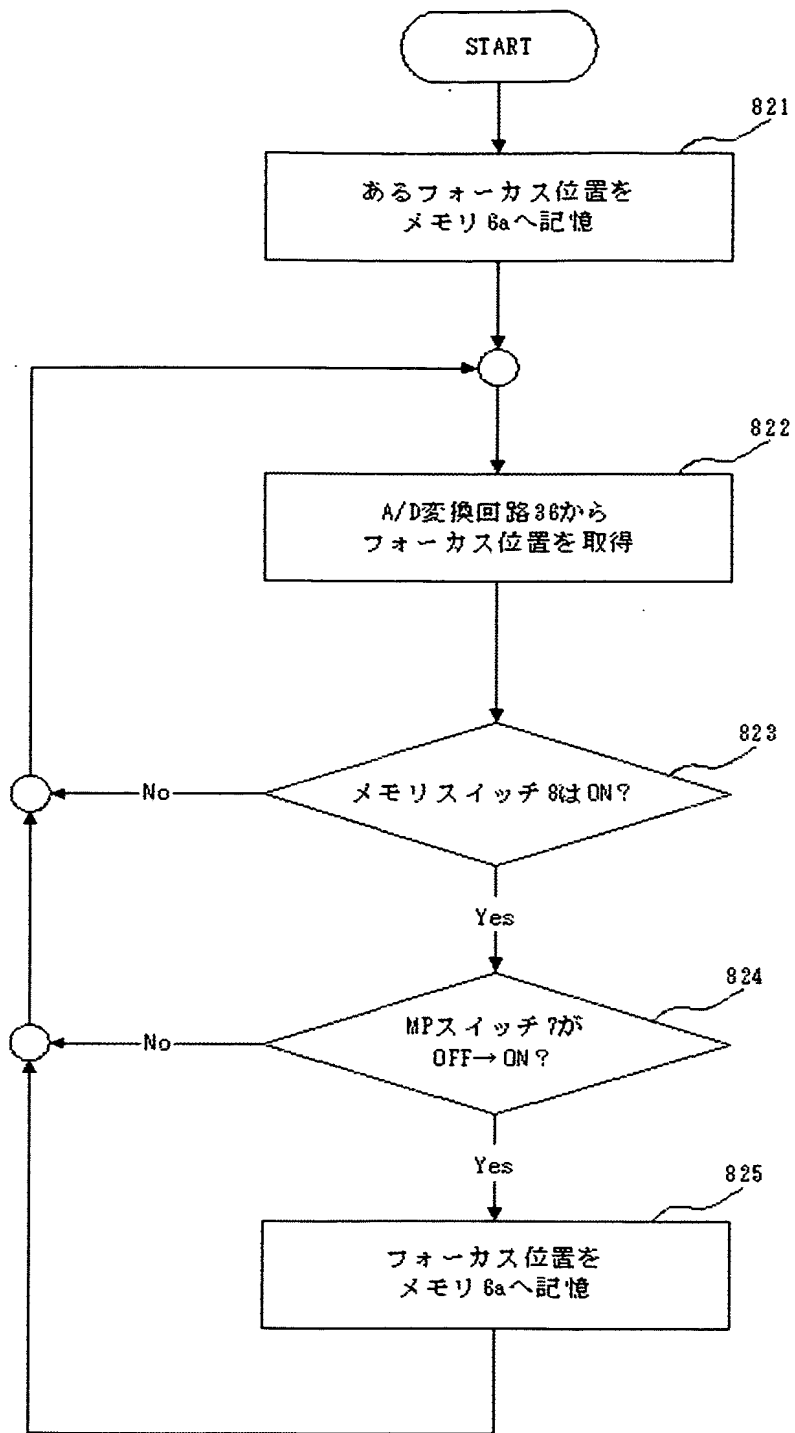 START
821
あるフォーカス位置を
メモリ6aへ記憶
822
A/D変換回路36から
フォーカス位置を取得
823
メモリスイッチ8はON?
No
Yes
824
MPスイッチ7が
OFF→ON?
No
Yes
825
フォーカス位置を
メモリ6aへ記憶